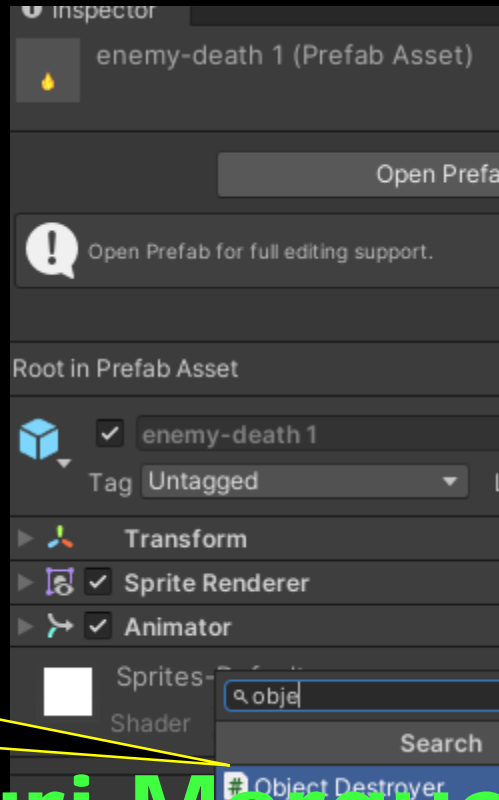 Inspector
enemy-death 1 (Prefab Asset)
Open Prefa
Open Prefab for full editing support.
Root in Prefab Asset
enemy-death 1
Tag Untagged
Transform
Sprite Renderer
Animator
Sprites-
Shader
obje
Search
Object Destroyer